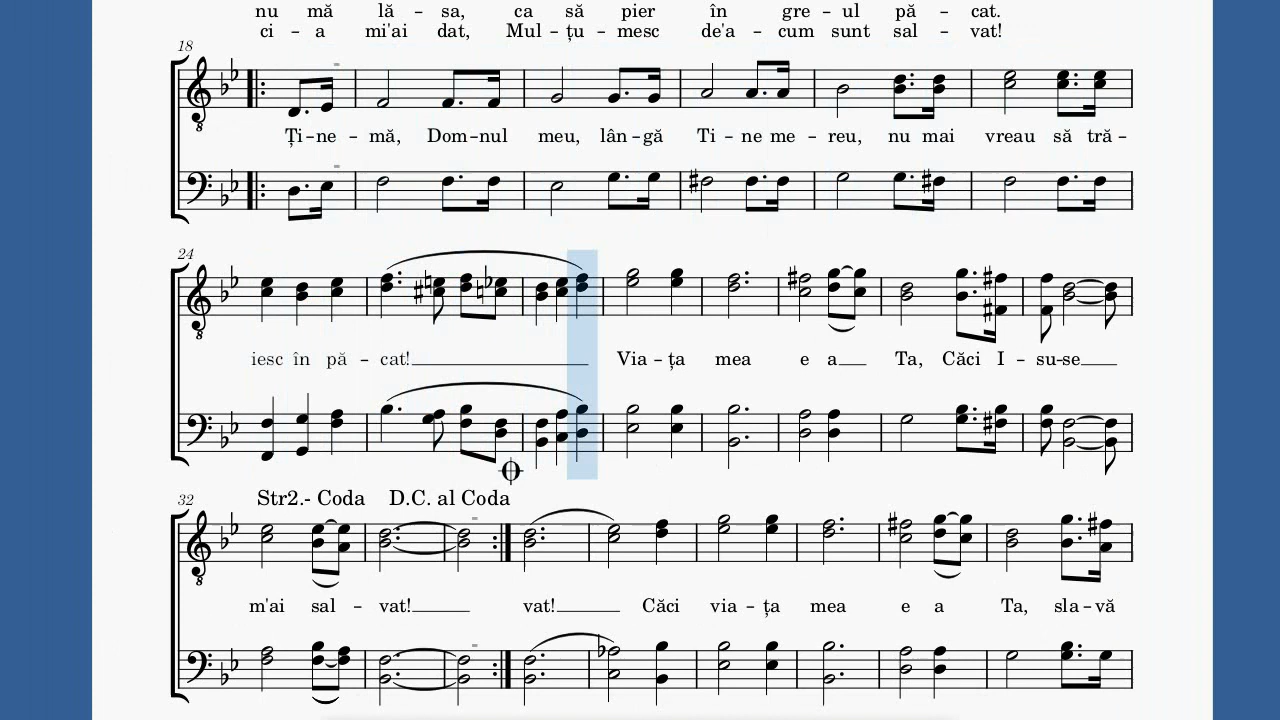 nu mă lă – sa, ca să pier în gre – ul pă – cat.
ci – a mi'ai dat, Mul – țu – mesc de'a – cum sunt sal – vat!
18
Ți – ne – mă, Dom – nul meu, lân – gă Ti – ne me – reu, nu mai vreau să tră –
24
iesc în pă – cat! Via – ța mea e a Ta, Căci I – su – se
32
Str2.- Coda D.C. al Coda
m'ai sal – vat! vat! Căci via – ța mea e a Ta, sla – vă